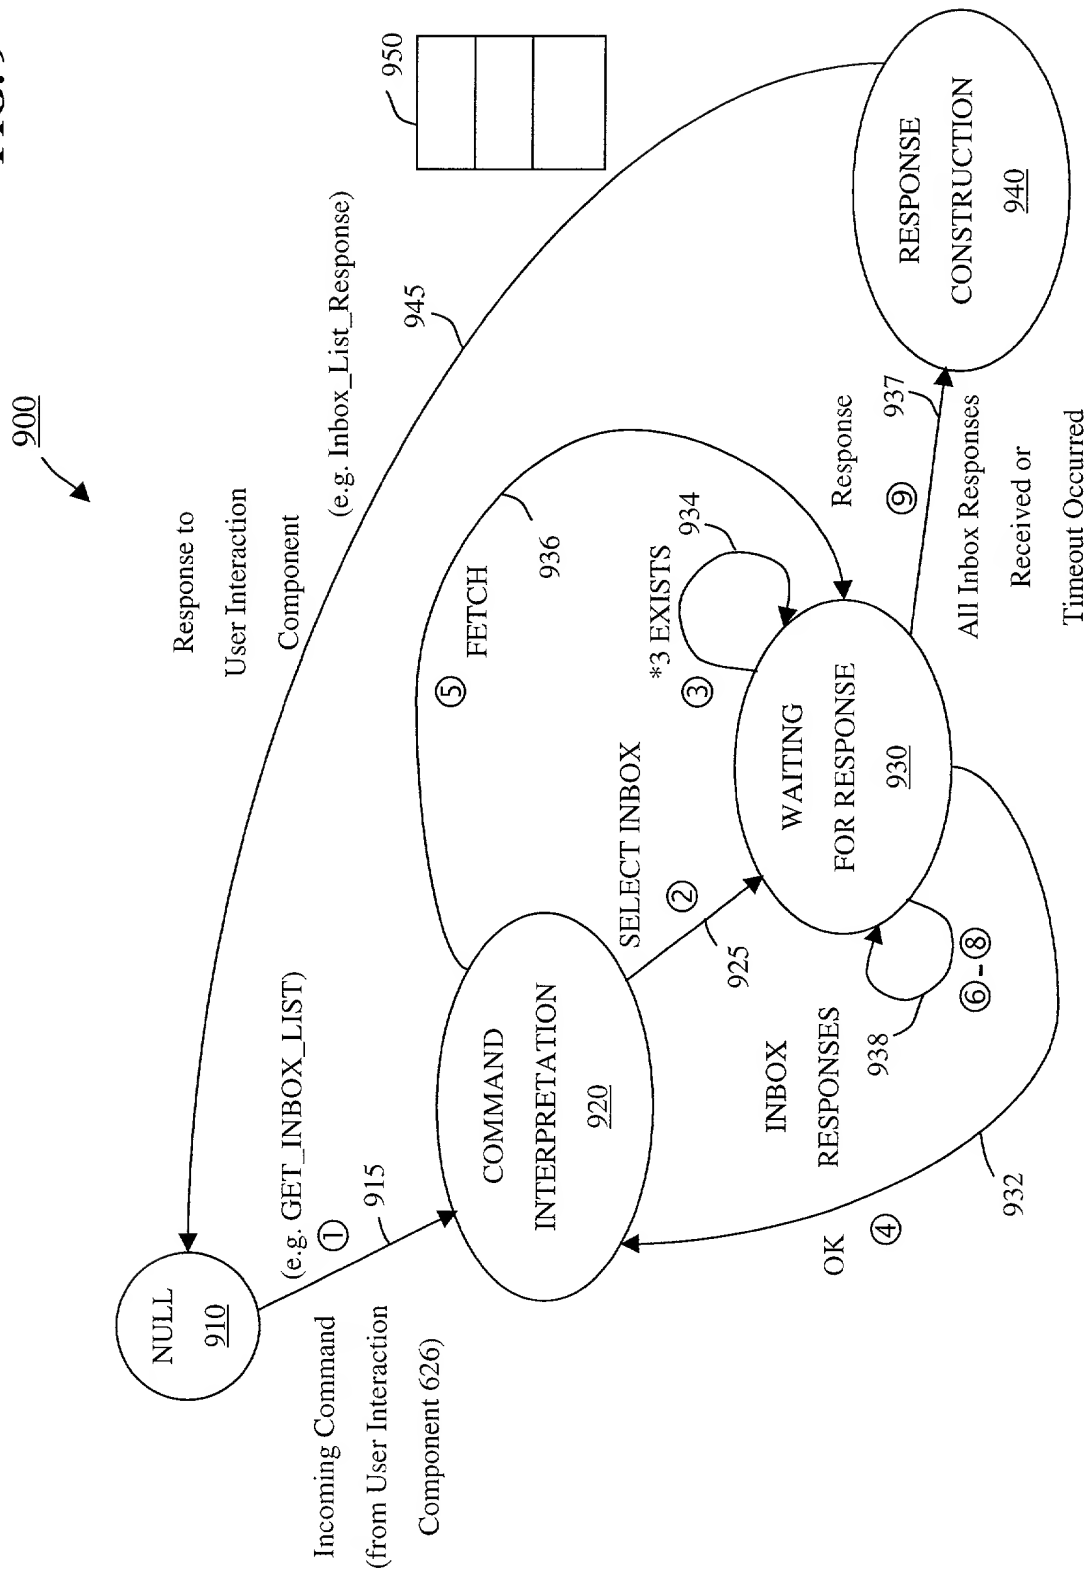 FIG. 9
900
Response to
User Interaction
Component
(e.g. Inbox_List_Response)
945
950
NULL
910
(e.g. GET_INBOX_LIST)
①
915
Incoming Command
(from User Interaction
Component 626)
COMMAND
INTERPRETATION
920
⑤
FETCH
936
SELECT INBOX
②
925
*3 EXISTS
③
934
WAITING
FOR RESPONSE
930
INBOX
RESPONSES
938
⑥-⑧
OK
④
932
Response
⑨
937
All Inbox Responses
Received or
Timeout Occurred
RESPONSE
CONSTRUCTION
940